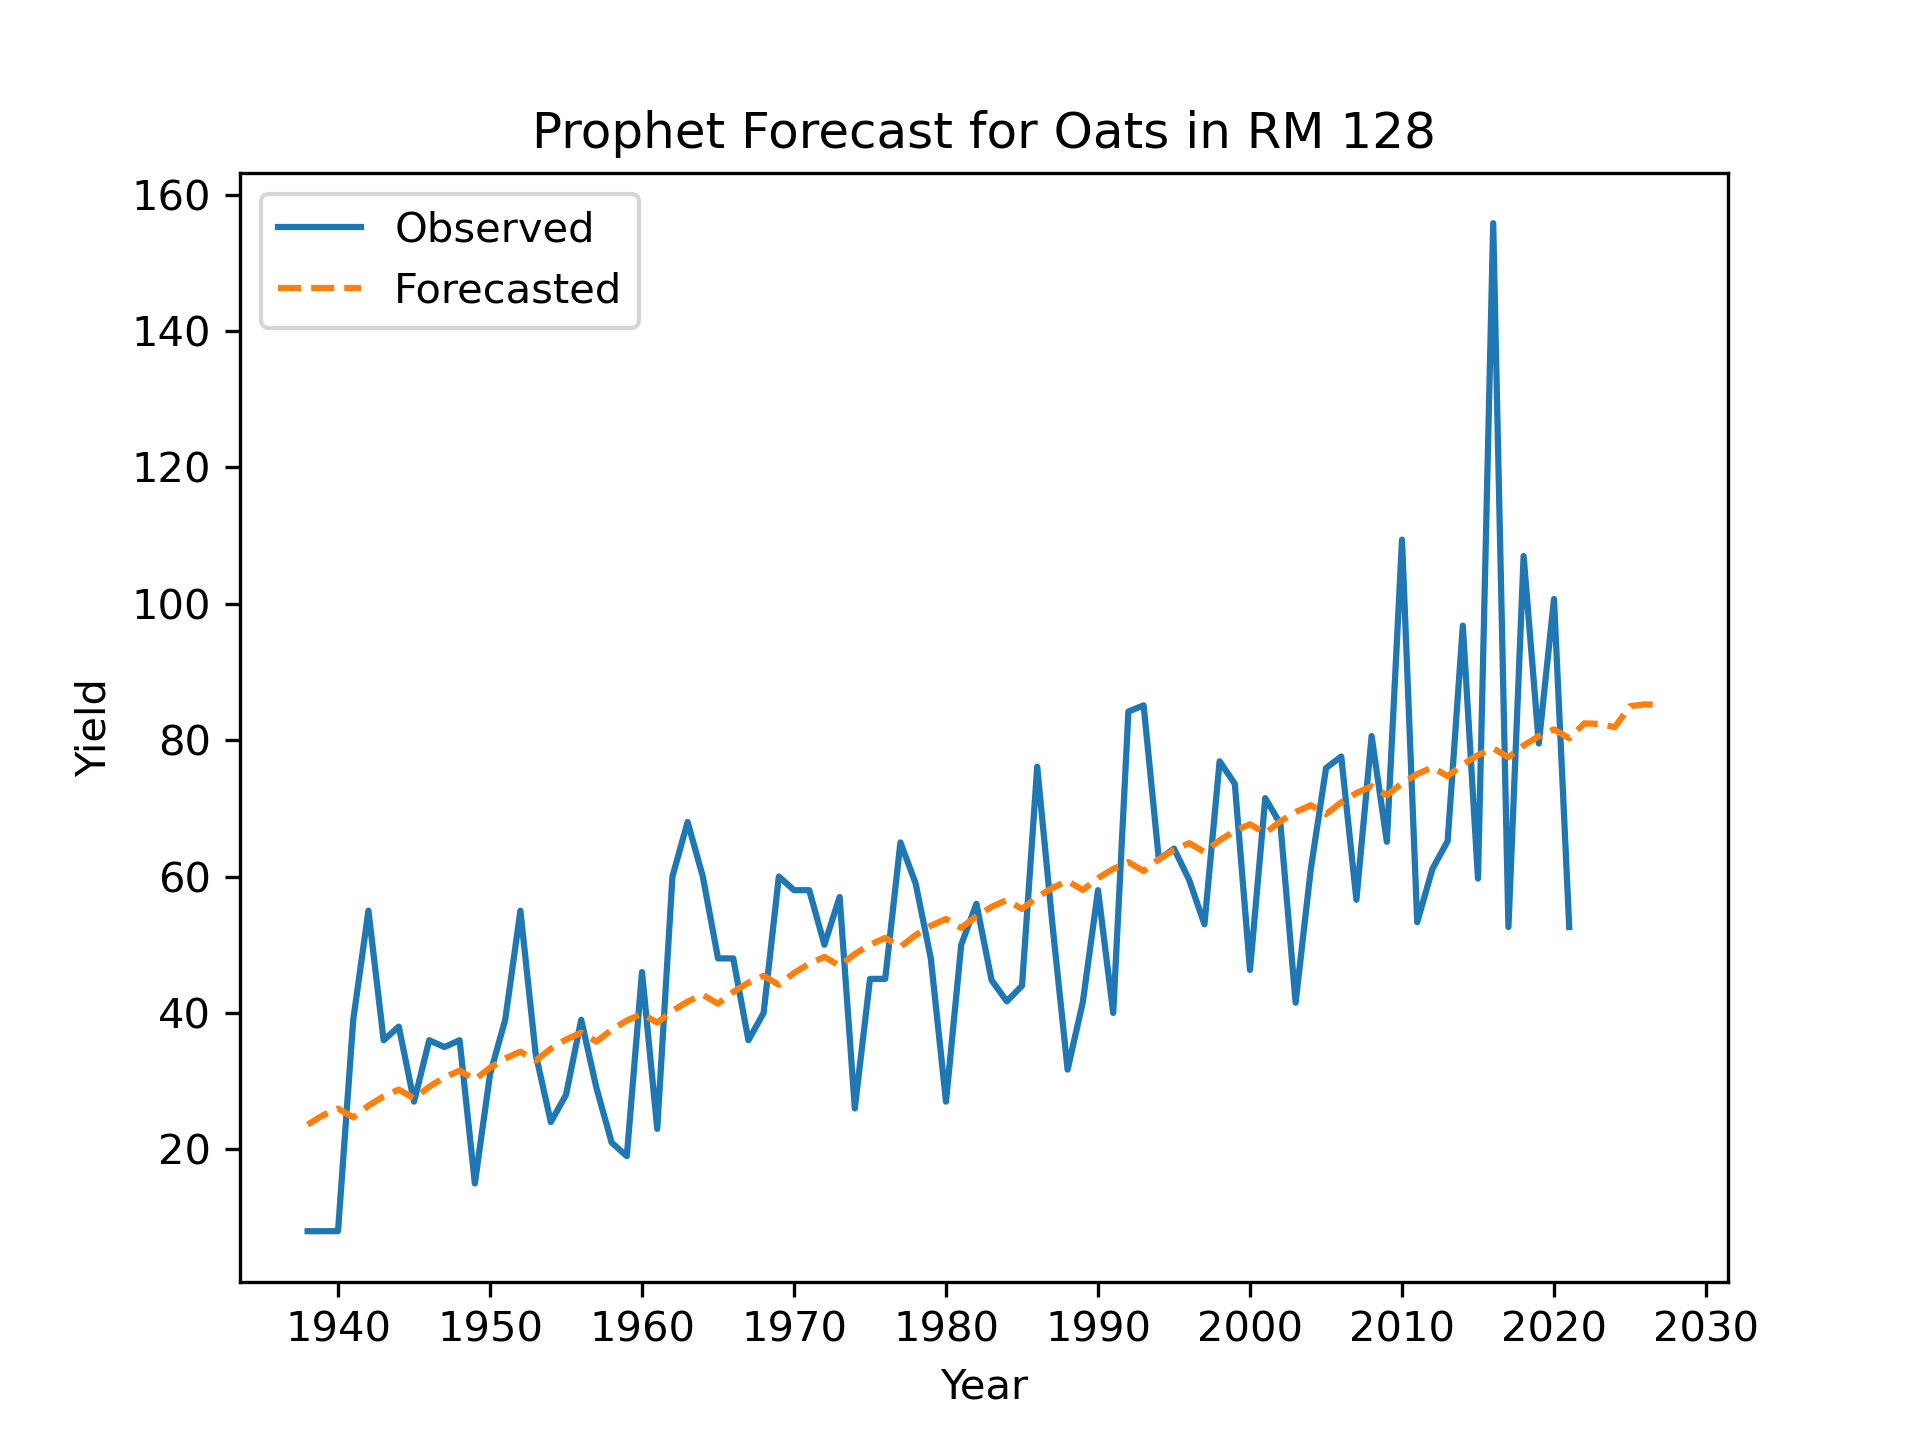 Prophet Forecast for Oats in RM 128
Observed
Forecasted
160
140
120
100
80
60
40
20
Yield
1940 1950 1960 1970 1980 1990 2000 2010 2020 2030
Year